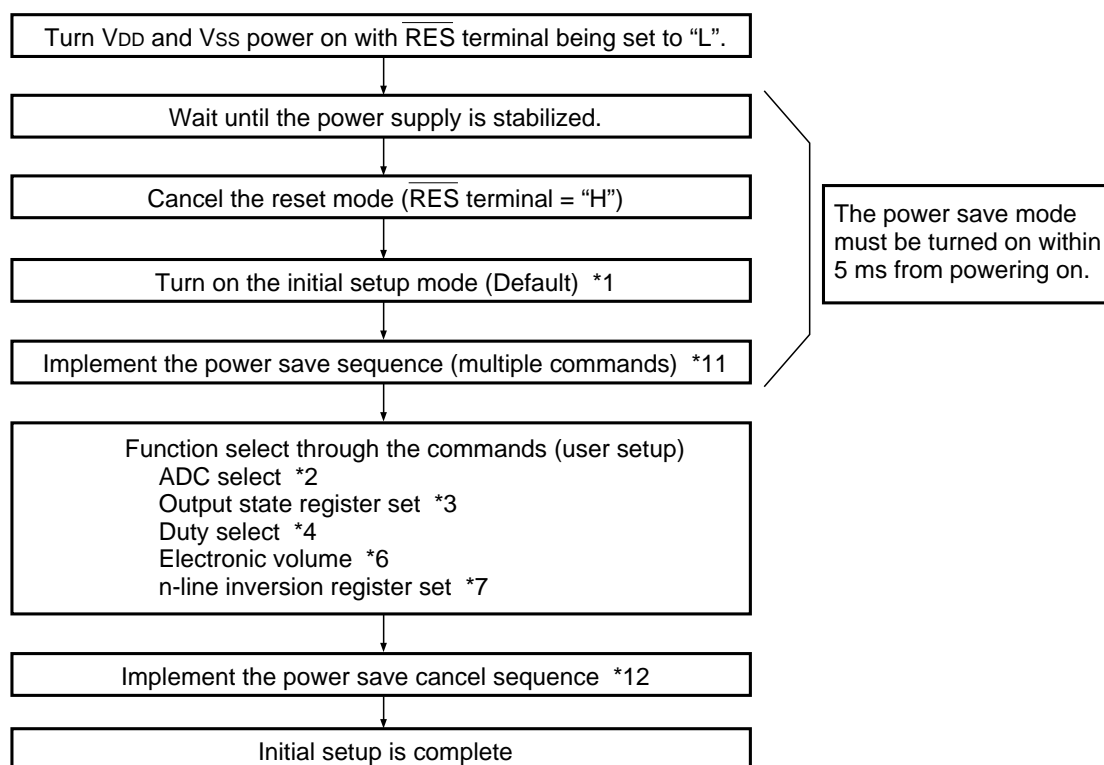 Turn VDD and VSS power on with R̅E̅S̅ terminal being set to “L”.
Wait until the power supply is stabilized.
Cancel the reset mode (R̅E̅S̅ terminal = “H”)
Turn on the initial setup mode (Default) *1
Implement the power save sequence (multiple commands) *11
The power save mode
must be turned on within
5 ms from powering on.
Function select through the commands (user setup)
ADC select *2
Output state register set *3
Duty select *4
Electronic volume *6
n-line inversion register set *7
Implement the power save cancel sequence *12
Initial setup is complete